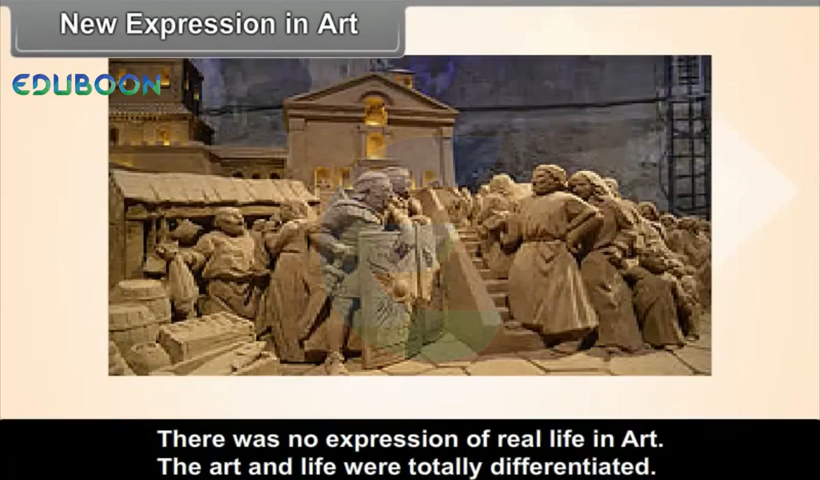 New Expression in Art
EDUBOON
There was no expression of real life in Art.
The art and life were totally differentiated.